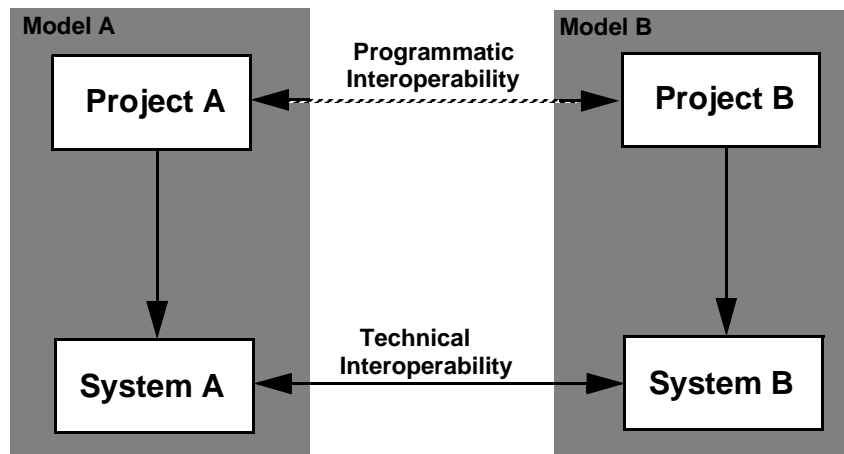 Model A
Model B
Programmatic
Interoperability
Project A
Project B
Technical
Interoperability
System A
System B